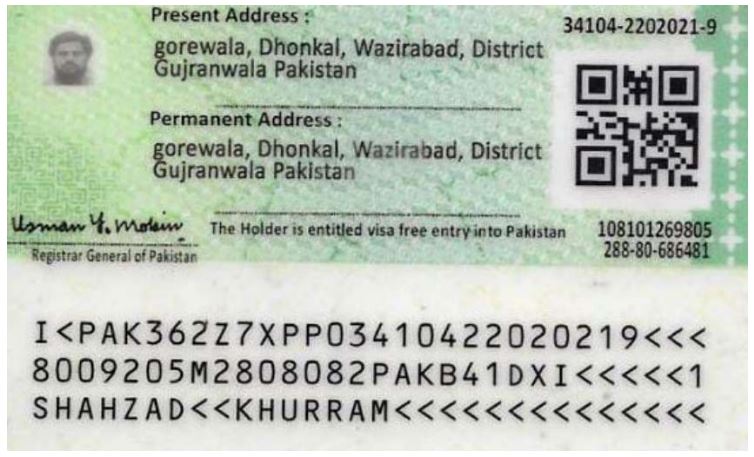 Present Address :
34104-2202021-9
gorewala, Dhonkal, Wazirabad, District
Gujranwala Pakistan
Permanent Address :
gorewala, Dhonkal, Wazirabad, District
Gujranwala Pakistan
Usman Y. Mobin
The Holder is entitled visa free entry into Pakistan
108101269805
Registrar General of Pakistan
288-80-686481
I<PAK362Z7XPP03410422020219<<<
8009205M2808082PAKB41DXI<<<<<1
SHAHZAD<<KHURRAM<<<<<<<<<<<<<<